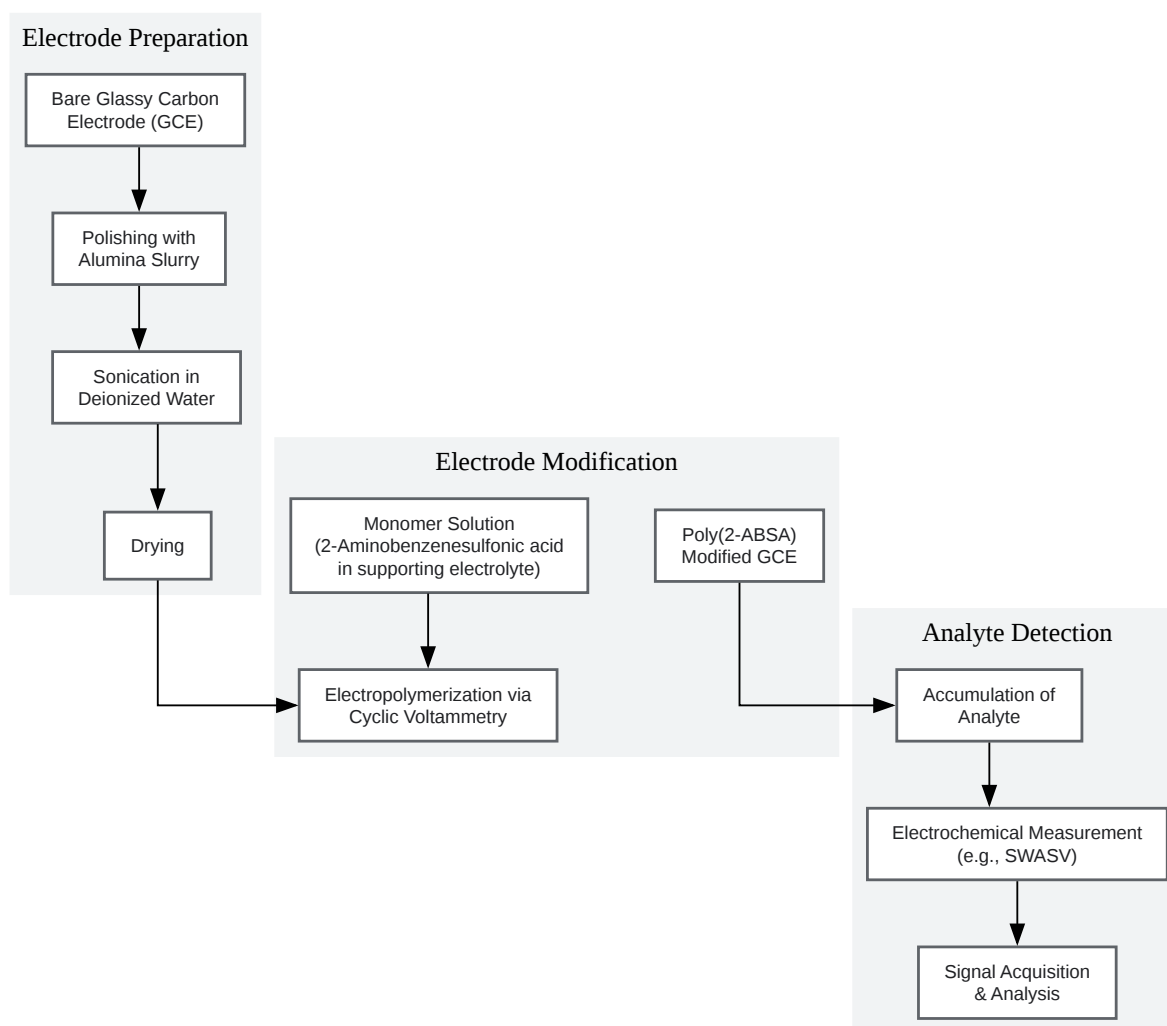 Electrode Preparation
Bare Glassy Carbon
Electrode (GCE)
Polishing with
Alumina Slurry
Sonication in
Deionized Water
Drying
Electrode Modification
Monomer Solution
(2-Aminobenzenesulfonic acid
in supporting electrolyte)
Poly(2-ABSA)
Modified GCE
Electropolymerization via
Cyclic Voltammetry
Analyte Detection
Accumulation of
Analyte
Electrochemical Measurement
(e.g., SWASV)
Signal Acquisition
& Analysis